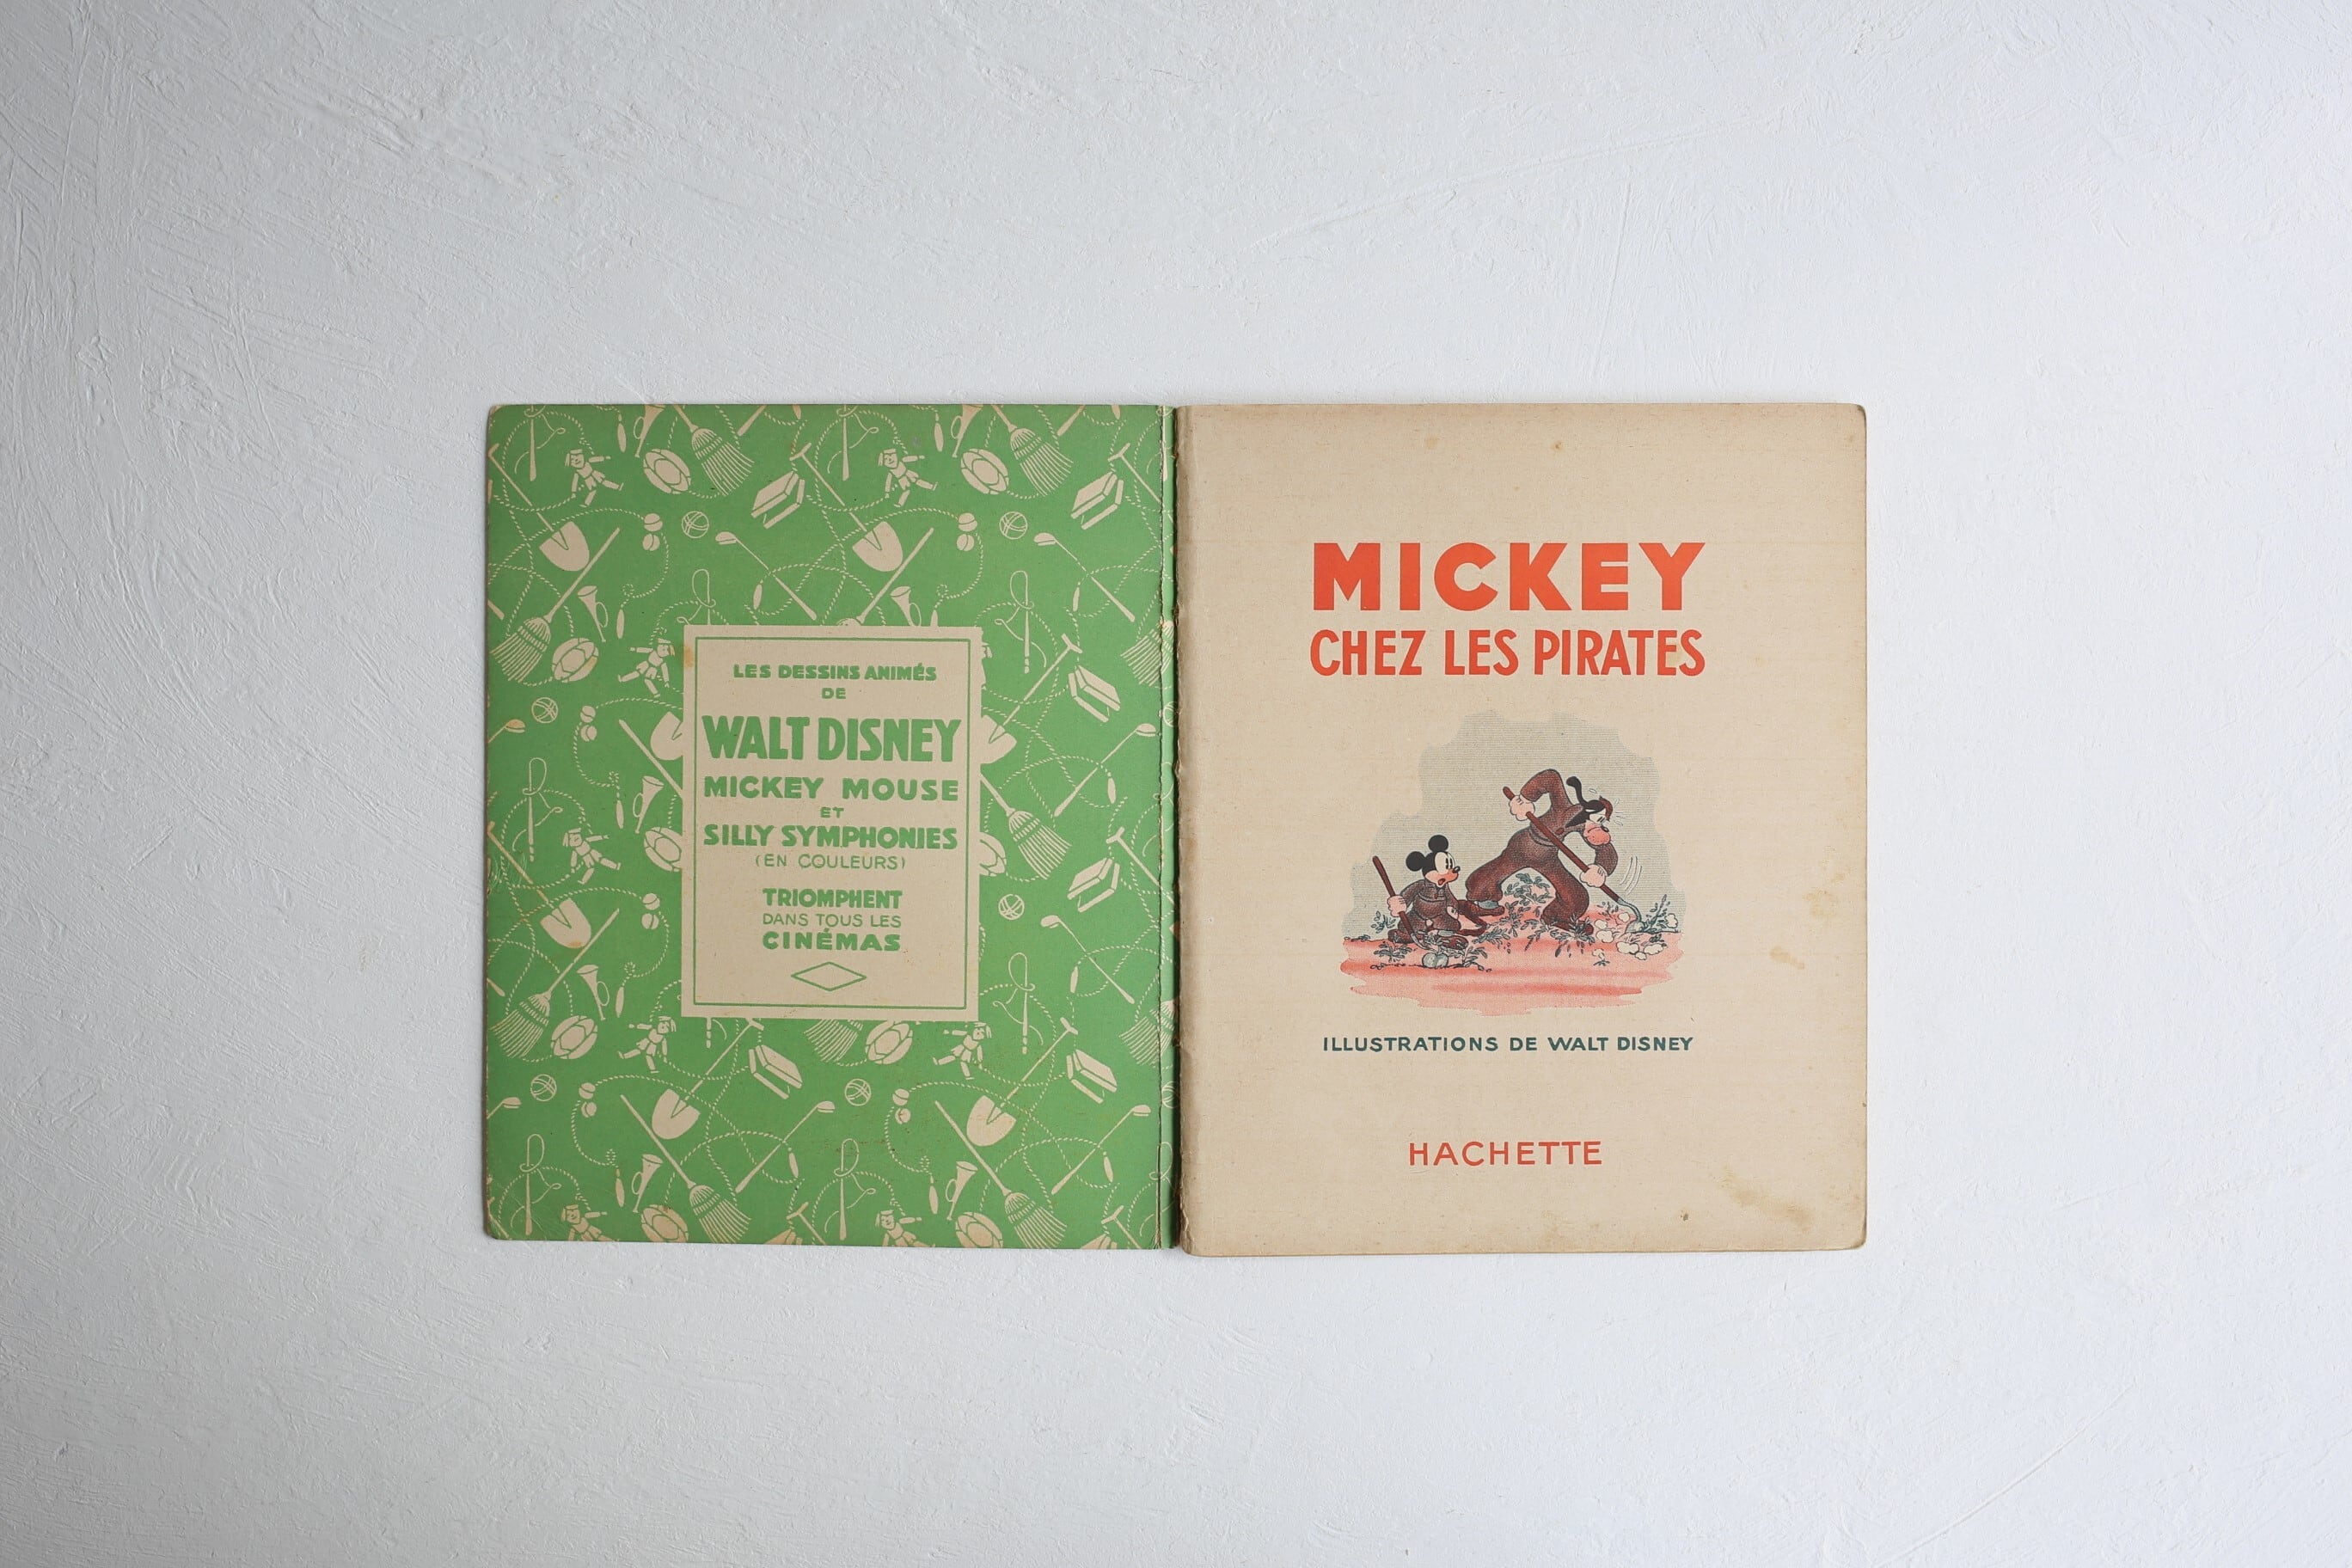 LES DESSINS ANIMÉS
DE
WALT DISNEY
MICKEY MOUSE
ET
SILLY SYMPHONIES
(EN COULEURS)
TRIOMPHENT
DANS TOUS LES
CINÉMAS
MICKEY
CHEZ LES PIRATES
ILLUSTRATIONS DE WALT DISNEY
HACHETTE